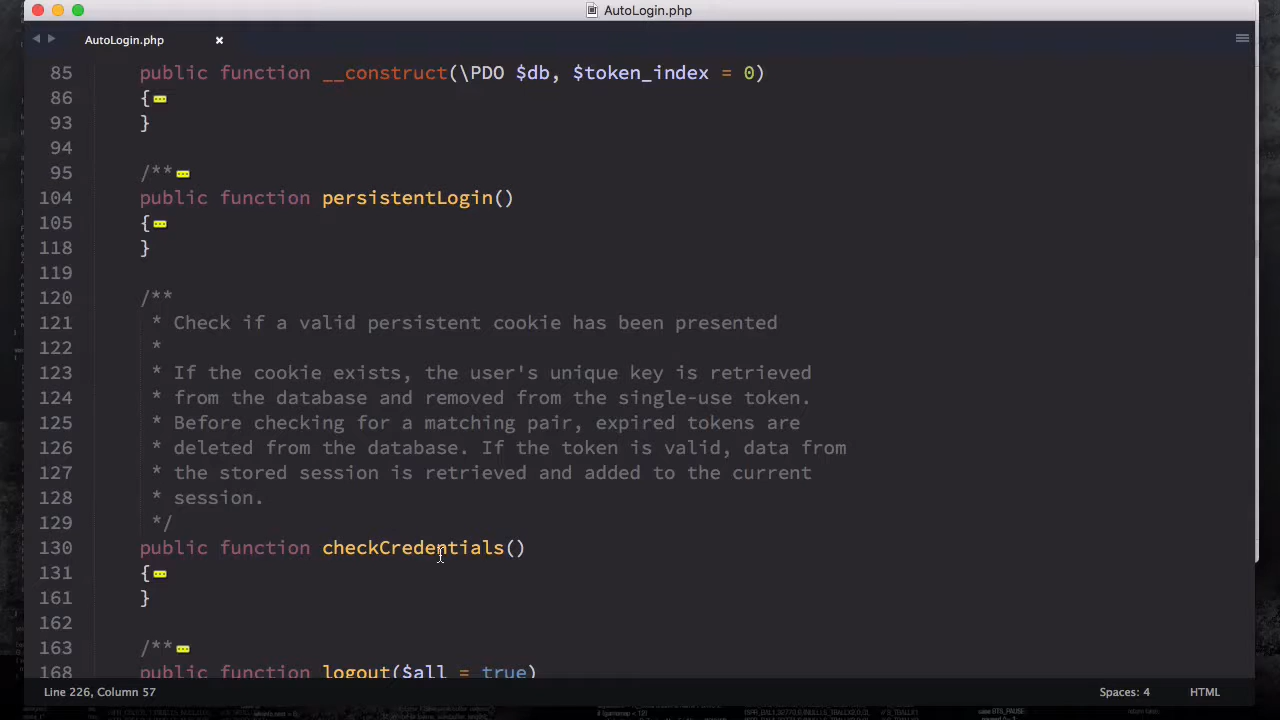 AutoLogin.php
AutoLogin.php ×
85 public function __construct(\PDO $db, $token_index = 0)
86 {
93 }
94
95 /**
104 public function persistentLogin()
105 {
118 }
119
120 /**
121 * Check if a valid persistent cookie has been presented
122 *
123 * If the cookie exists, the user's unique key is retrieved
124 * from the database and removed from the single-use token.
125 * Before checking for a matching pair, expired tokens are
126 * deleted from the database. If the token is valid, data from
127 * the stored session is retrieved and added to the current
128 * session.
129 */
130 public function checkCredentials()
131 {
161 }
162
163 /**
168 public function logout($all = true)
Line 226, Column 57 Spaces: 4 HTML